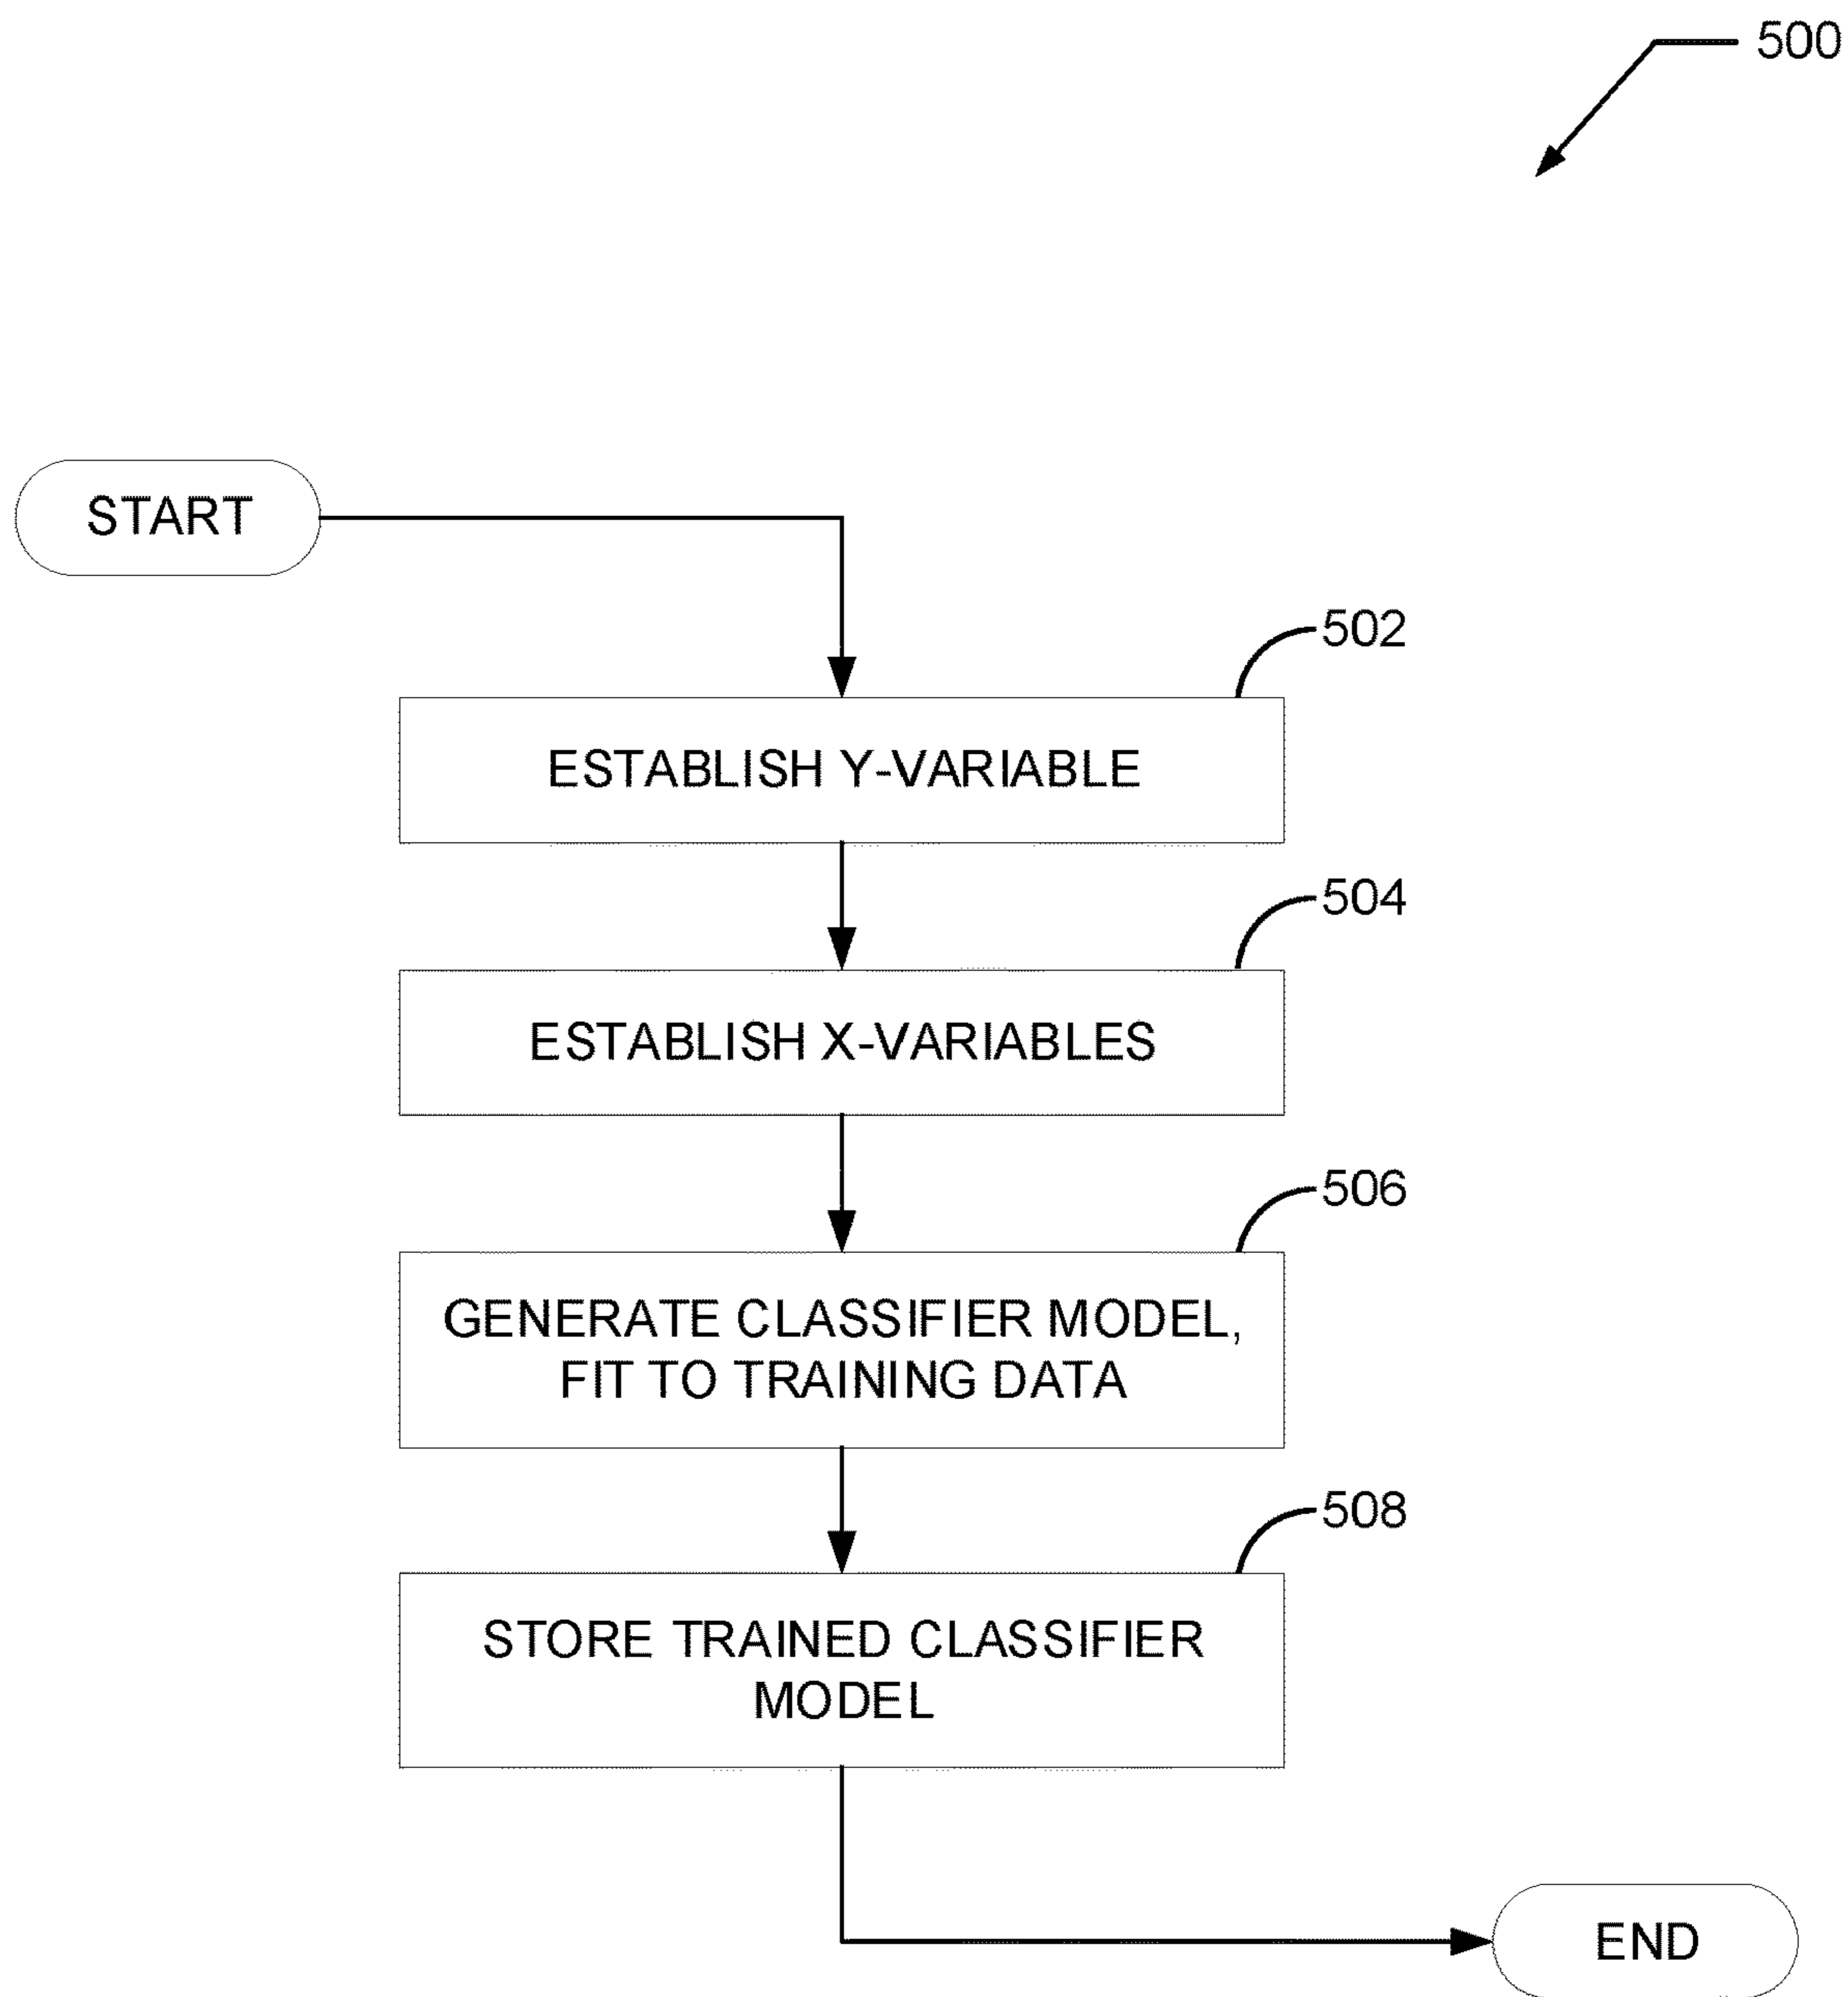 500
START
502
ESTABLISH Y-VARIABLE
504
ESTABLISH X-VARIABLES
506
GENERATE CLASSIFIER MODEL,
FIT TO TRAINING DATA
508
STORE TRAINED CLASSIFIER
MODEL
END